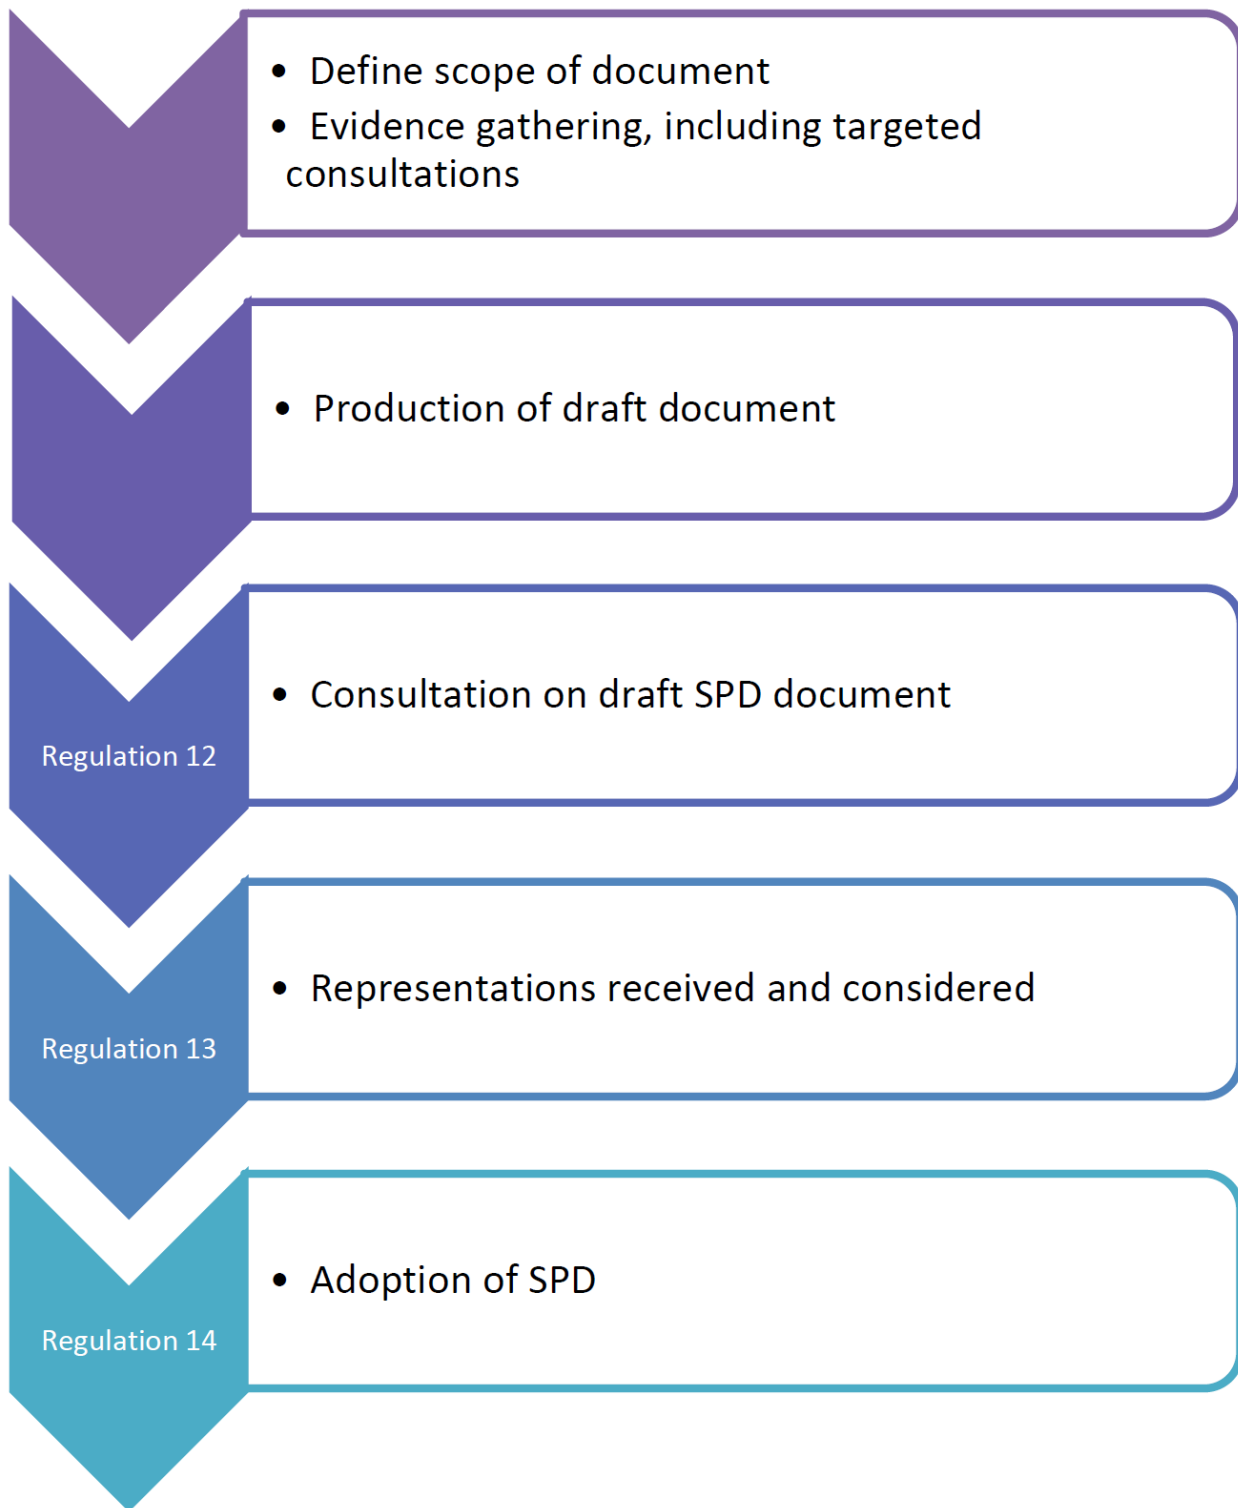 • Define scope of document
• Evidence gathering, including targeted
consultations
• Production of draft document
• Consultation on draft SPD document
Regulation 12
• Representations received and considered
Regulation 13
• Adoption of SPD
Regulation 14